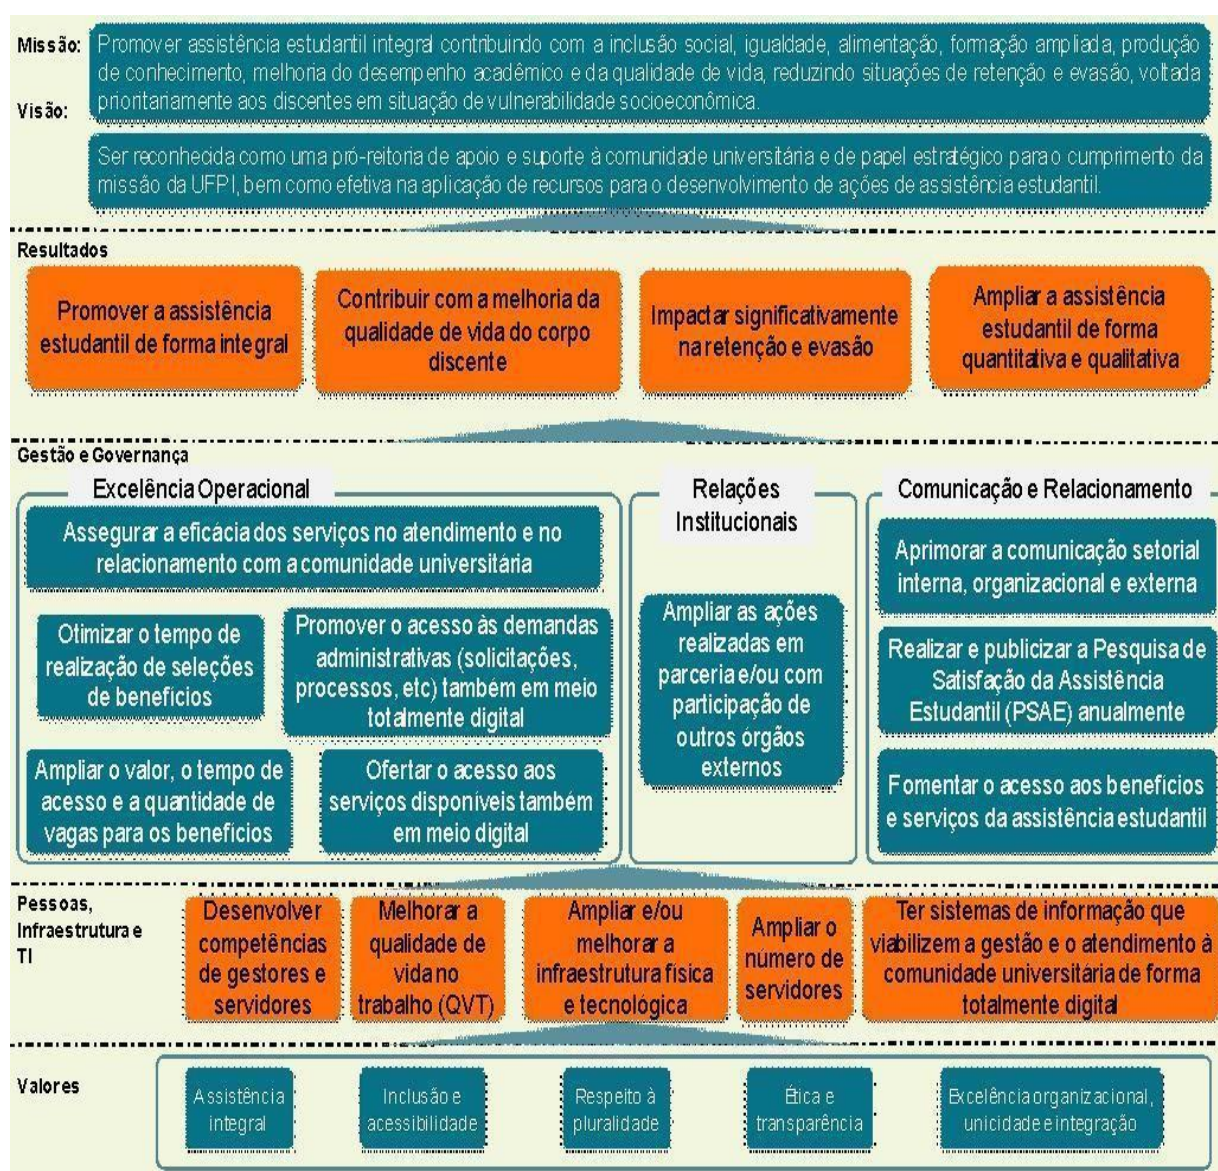 Missão:
Promover assistência estudantil integral contribuindo com a inclusão social, igualdade, alimentação, formação ampliada, produção
de conhecimento, melhoria do desempenho acadêmico e da qualidade de vida, reduzindo situações de retenção e evasão, voltada
prioritariamente aos discentes em situação de vulnerabilidade socioeconômica.
Visão:
Ser reconhecida como uma pró-reitoria de apoio e suporte à comunidade universitária e de papel estratégico para o cumprimento da
missão da UFPI, bem como efetiva na aplicação de recursos para o desenvolvimento de ações de assistência estudantil.
Resultados
Promover a assistência
estudantil de forma integral
Contribuir com a melhoria da
qualidade de vida do corpo
discente
Impactar significativamente
na retenção e evasão
Ampliar a assistência
estudantil de forma
quantitativa e qualitativa
Gestão e Governança
Excelência Operacional
Assegurar a eficácia dos serviços no atendimento e no
relacionamento com a comunidade universitária
Otimizar o tempo de
realização de seleções
de benefícios
Promover o acesso às demandas
administrativas (solicitações,
processos, etc) também em meio
totalmente digital
Ampliar o valor, o tempo de
acesso e a quantidade de
vagas para os benefícios
Ofertar o acesso aos
serviços disponíveis também
em meio digital
Relações
Institucionais
Ampliar as ações
realizadas em
parceria e/ou com
participação de
outros órgãos
externos
Comunicação e Relacionamento
Aprimorar a comunicação setorial
interna, organizacional e externa
Realizar e publicizar a Pesquisa de
Satisfação da Assistência
Estudantil (PSAE) anualmente
Fomentar o acesso aos benefícios
e serviços da assistência estudantil
Pessoas,
Infraestrutura e
TI
Desenvolver
competências
de gestores e
servidores
Melhorar a
qualidade de
vida no
trabalho (QVT)
Ampliar e/ou
melhorar a
infraestrutura física
e tecnológica
Ampliar o
número de
servidores
Ter sistemas de informação que
viabilizem a gestão e o atendimento à
comunidade universitária de forma
totalmente digital
Valores
Assistência
integral
Inclusão e
acessibilidade
Respeito à
pluralidade
Ética e
transparência
Excelência organizacional,
unicidade e integração